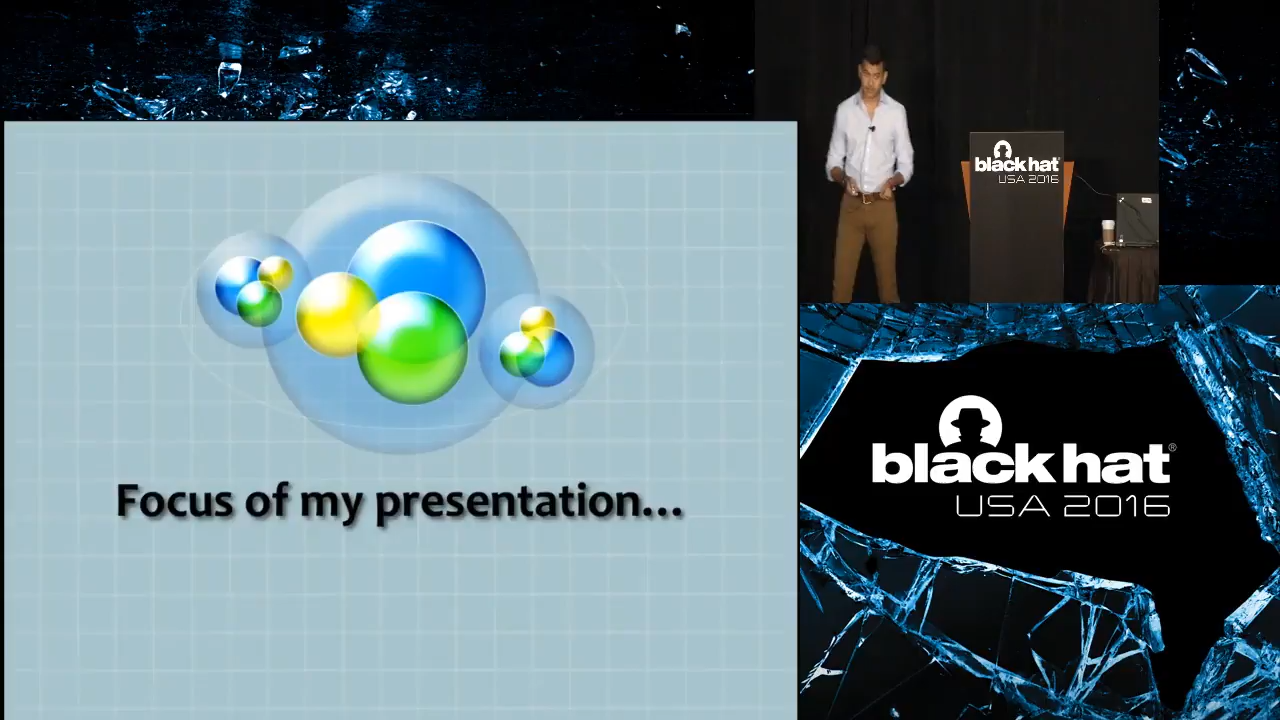 black hat
USA 2016
Focus of my presentation...
black hat®
USA 2016